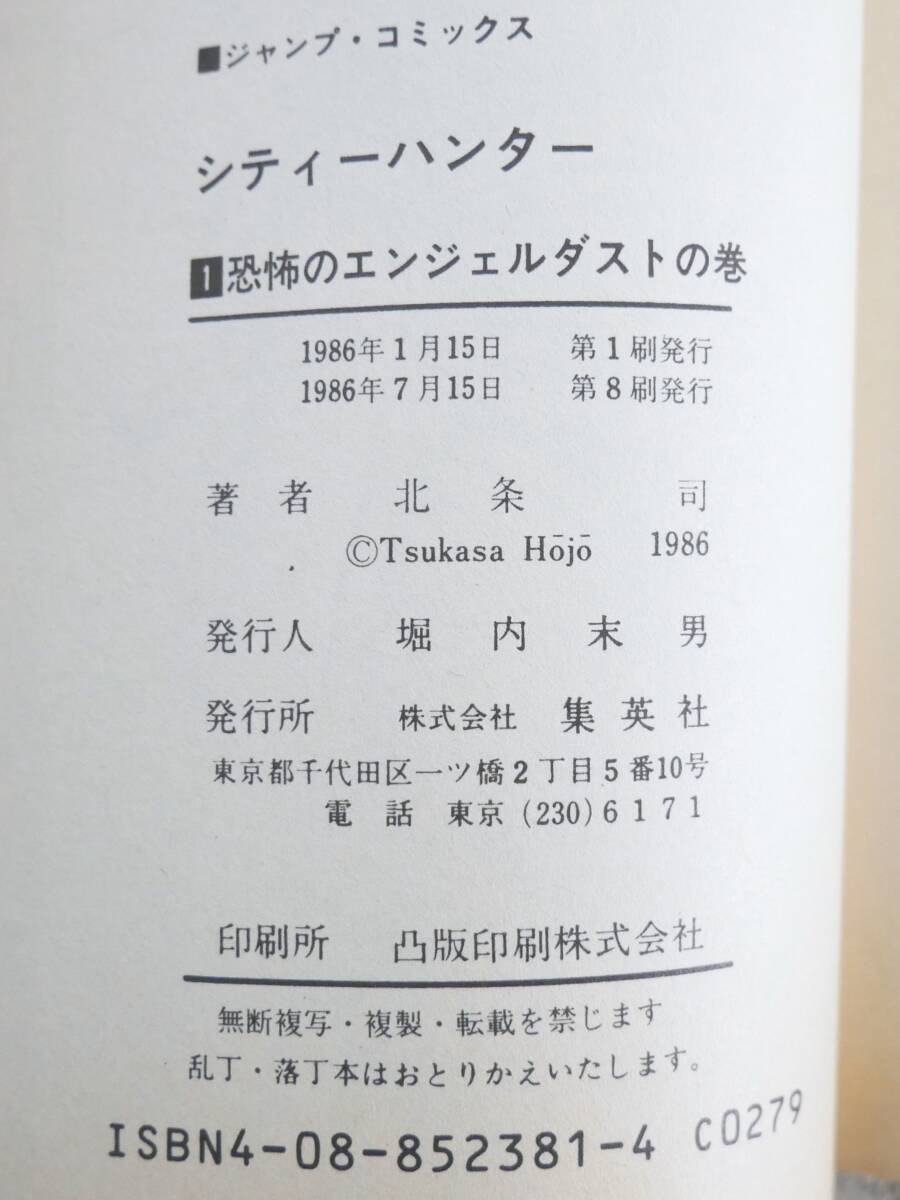 ■ジャンプ・コミックス
シティーハンター
1恐怖のエンジェルダストの巻
1986年1月15日 第1刷発行
1986年7月15日 第8刷発行
著者 北条司
©Tsukasa Hōjō 1986
発行人 堀内末男
発行所 株式会社 集英社
東京都千代田区一ツ橋2丁目5番10号
電話 東京(230)6171
印刷所 凸版印刷株式会社
無断複写・複製・転載を禁じます
乱丁・落丁本はおとりかえいたします。
ISBN4-08-852381-4 C0279